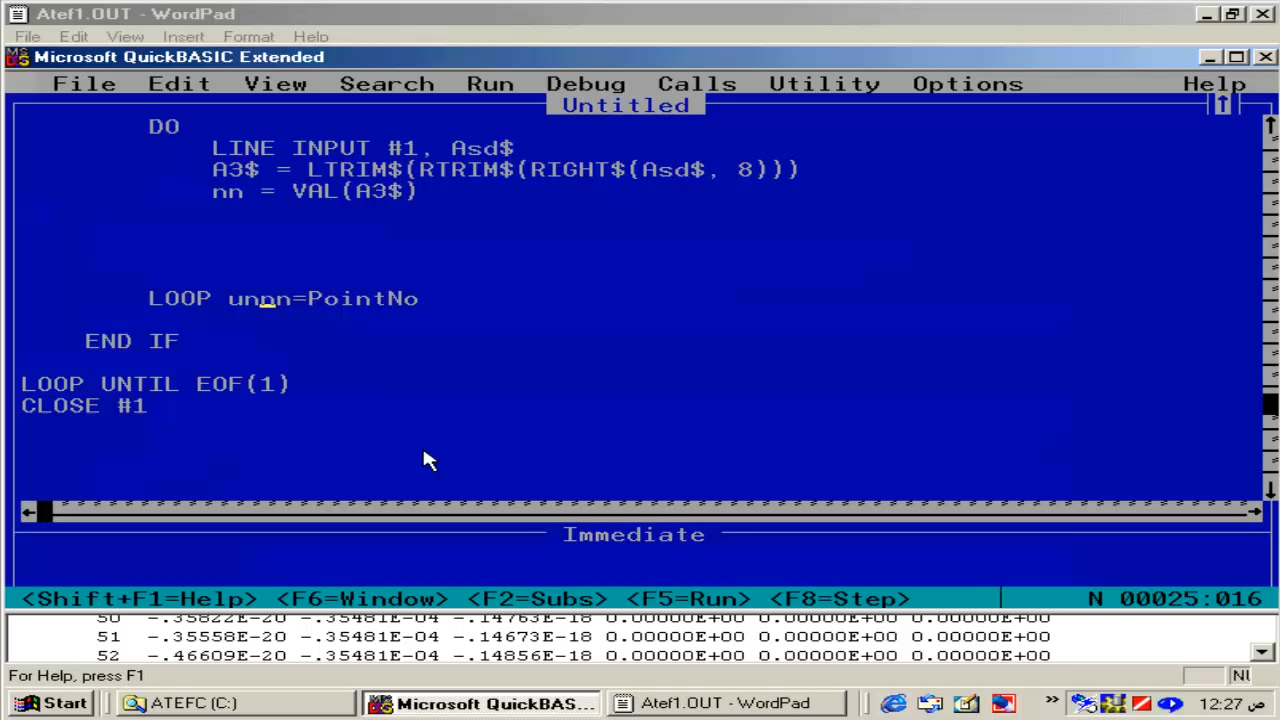 Atef1.OUT - WordPad
File Edit View Insert Format Help
Microsoft QuickBASIC Extended
File Edit View Search Run Debug Calls Utility Options Help
Untitled
DO
LINE INPUT #1, Asd$
A3$ = LTRIM$(RTRIM$(RIGHT$(Asd$, 8)))
nn = VAL(A3$)
LOOP unnn=PointNo
END IF
LOOP UNTIL EOF(1)
CLOSE #1
Immediate
<Shift+F1=Help> <F6=Window> <F2=Subs> <F5=Run> <F8=Step> N 00025:016
50 -.35822E-20 -.35481E-04 -.14763E-18 0.00000E+00 0.00000E+00 0.00000E+00
51 -.35558E-20 -.35481E-04 -.14673E-18 0.00000E+00 0.00000E+00 0.00000E+00
52 -.46609E-20 -.35481E-04 -.14856E-18 0.00000E+00 0.00000E+00 0.00000E+00
For Help, press F1
Start ATEFC (C:) Microsoft QuickBAS... Atef1.OUT - WordPad » 12:27 ص